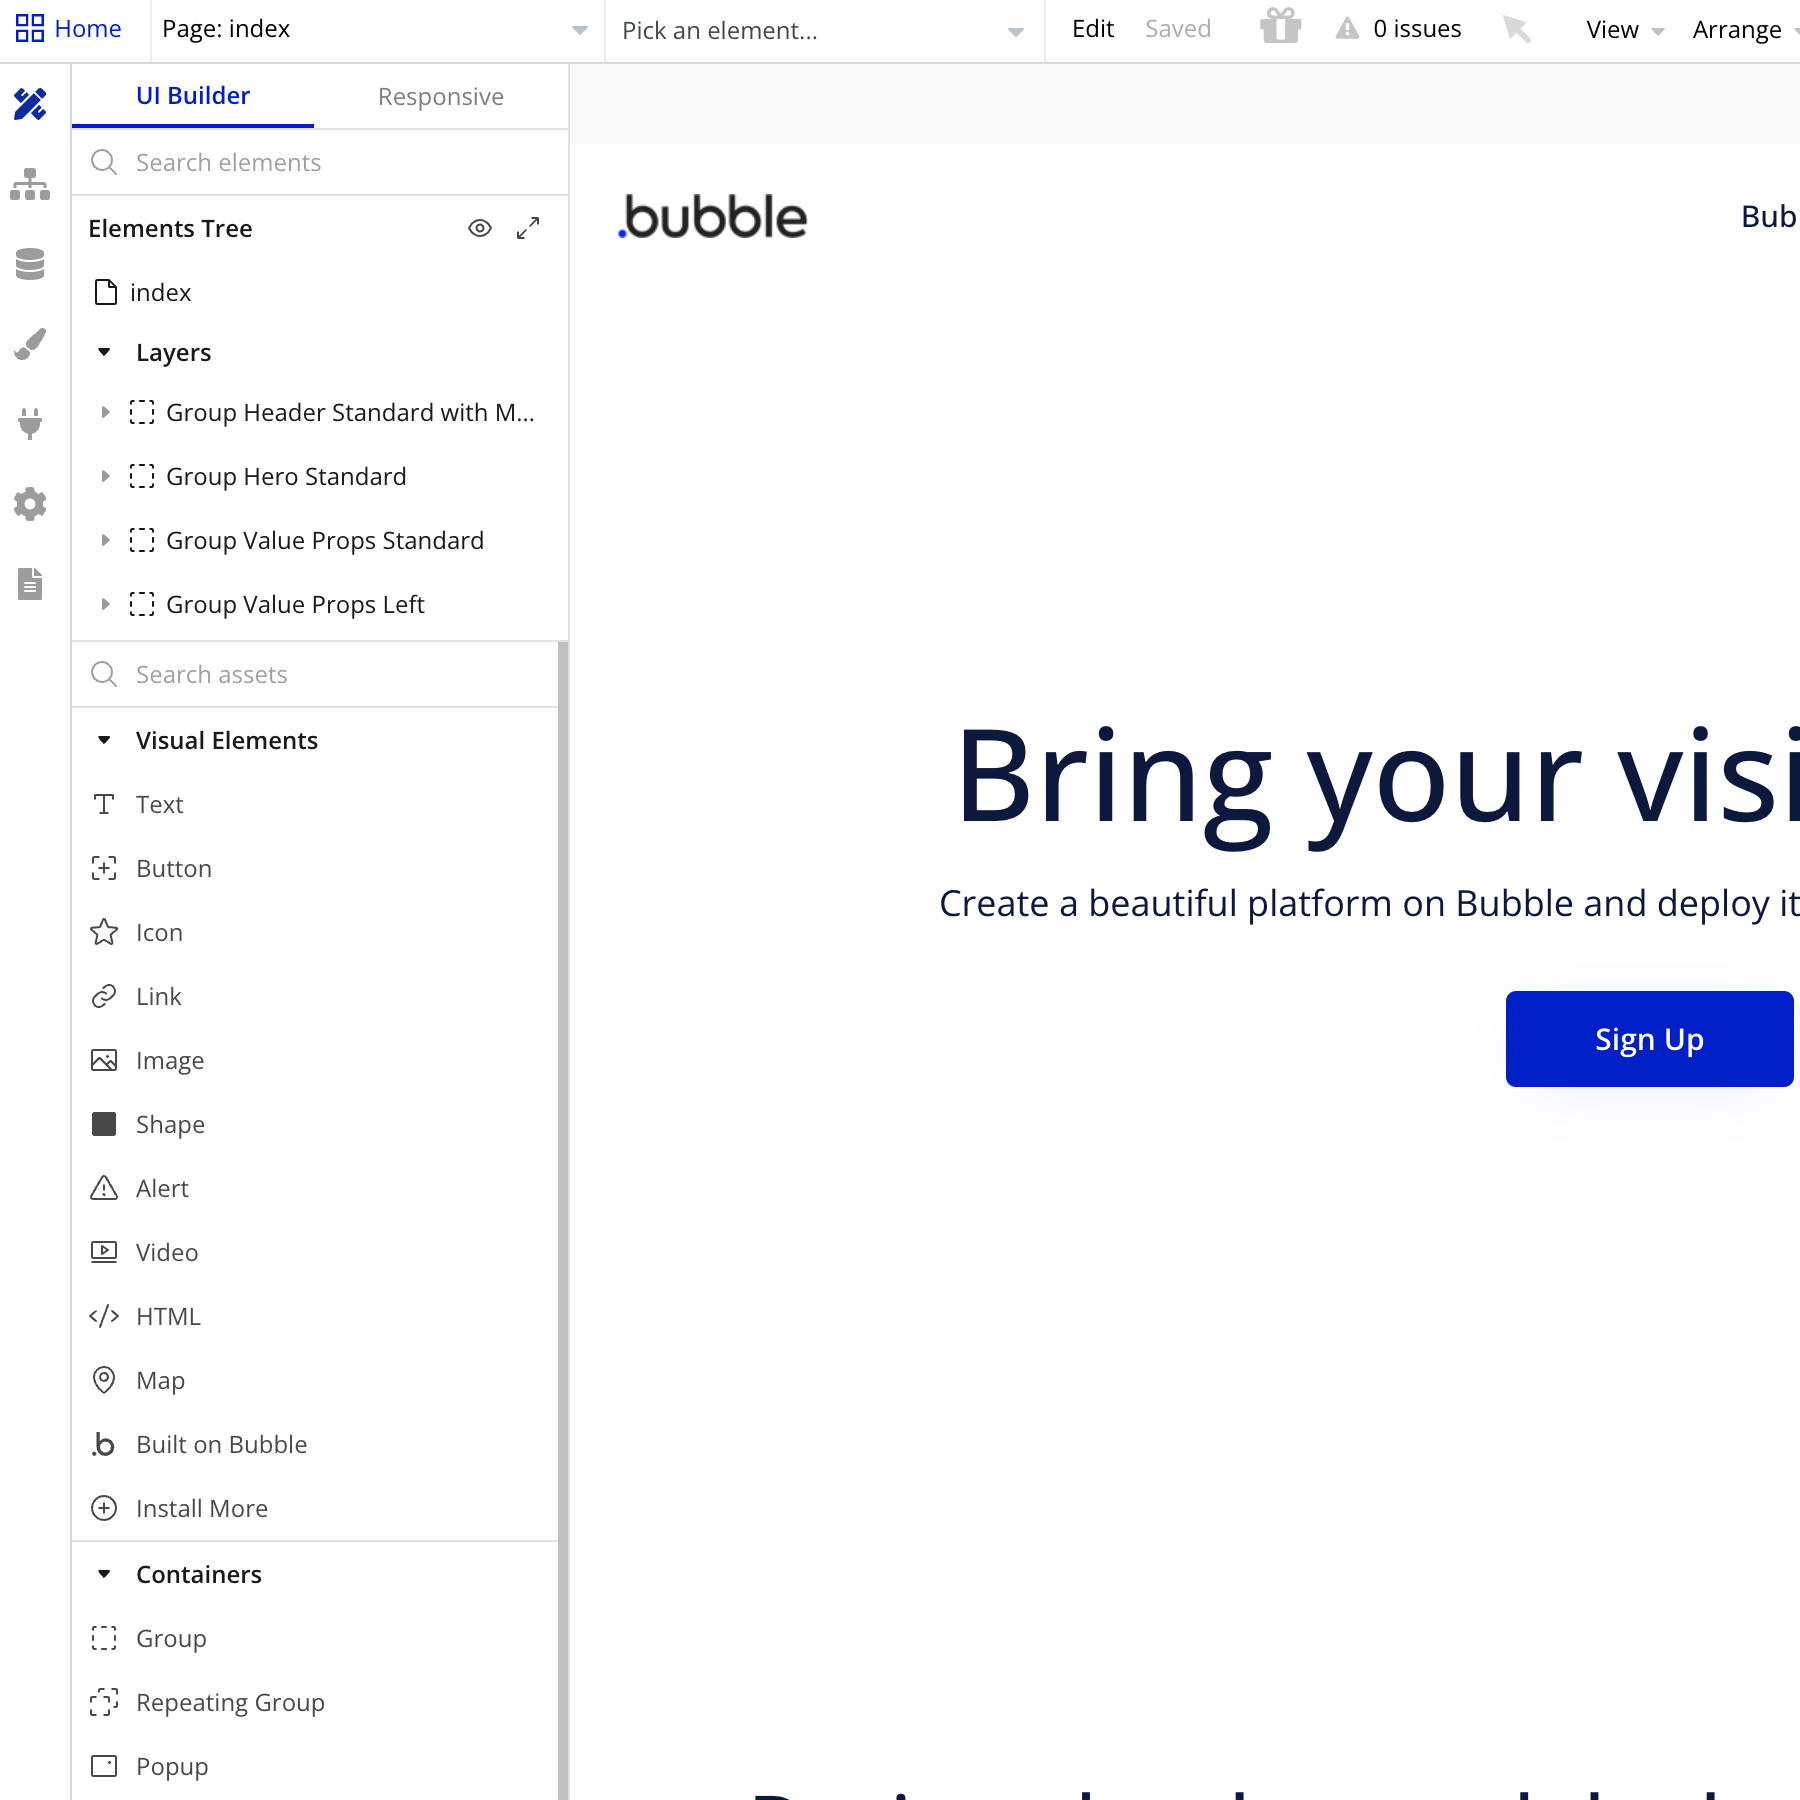 Home
Page: index
Pick an element...
Edit
Saved
0 issues
View
Arrange
UI Builder
Responsive
Search elements
Elements Tree
index
Layers
Group Header Standard with M...
Group Hero Standard
Group Value Props Standard
Group Value Props Left
Search assets
Visual Elements
Text
Button
Icon
Link
Image
Shape
Alert
Video
HTML
Map
Built on Bubble
Install More
Containers
Group
Repeating Group
Popup
.bubble
Bub
Bring your visi
Create a beautiful platform on Bubble and deploy it
Sign Up